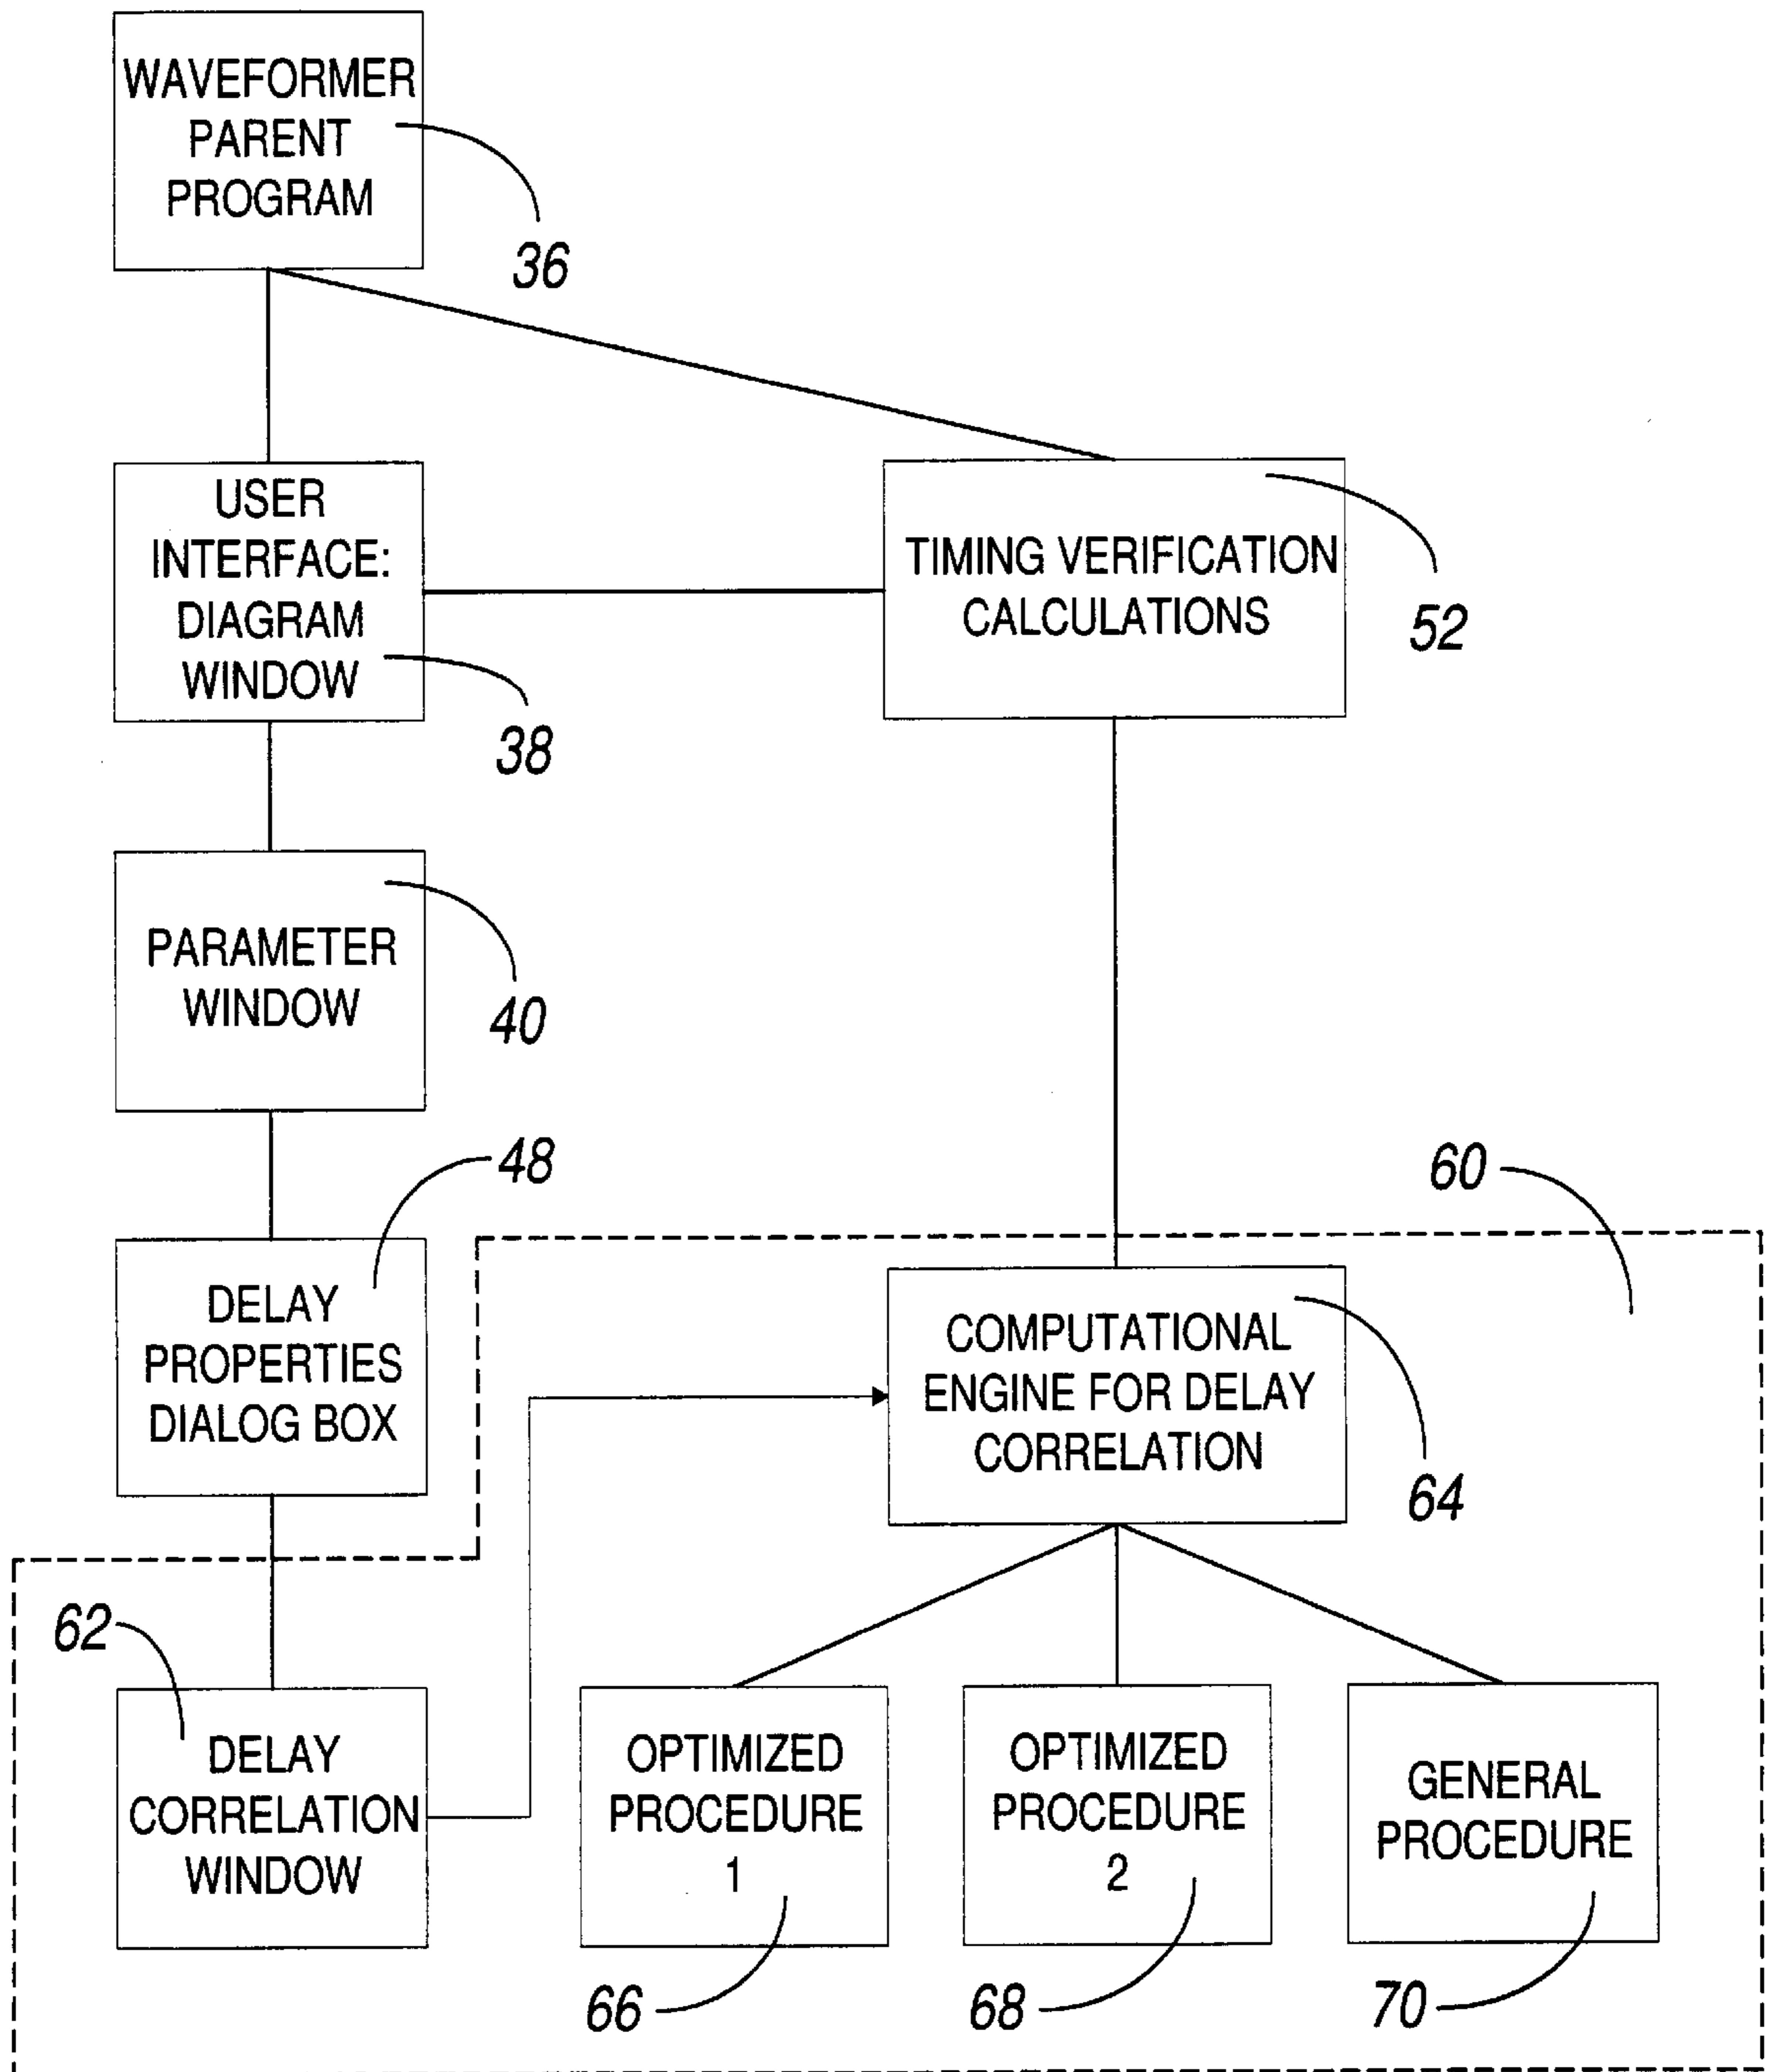 WAVEFORMER
PARENT
PROGRAM
36
USER
INTERFACE:
DIAGRAM
WINDOW
38
TIMING VERIFICATION
CALCULATIONS
52
PARAMETER
WINDOW
40
48
60
DELAY
PROPERTIES
DIALOG BOX
COMPUTATIONAL
ENGINE FOR DELAY
CORRELATION
64
62
DELAY
CORRELATION
WINDOW
OPTIMIZED
PROCEDURE
1
66
OPTIMIZED
PROCEDURE
2
68
GENERAL
PROCEDURE
70